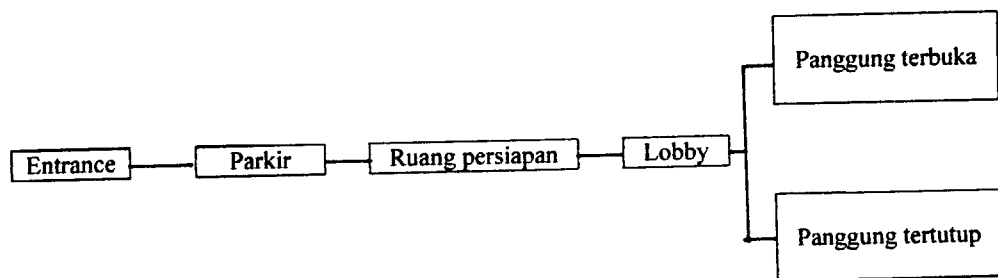 Panggung terbuka
Entrance
Parkir
Ruang persiapan
Lobby
Panggung tertutup